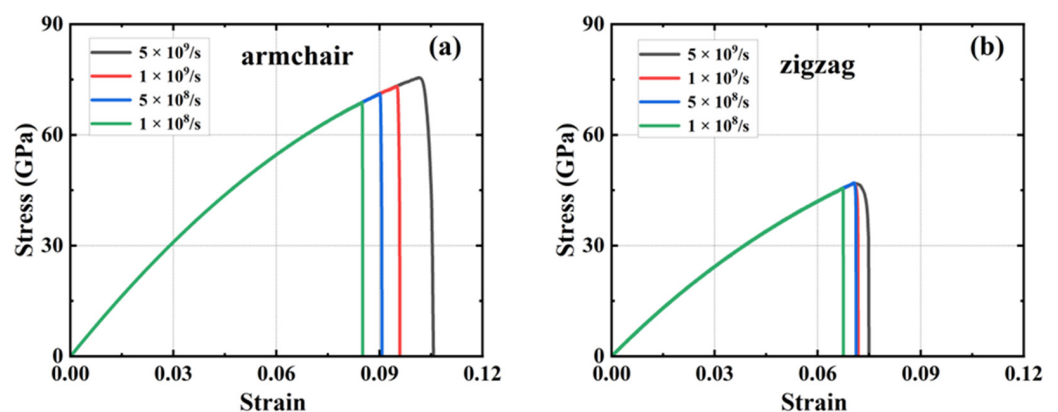 armchair
(a)
5 × 10⁹/s
1 × 10⁹/s
5 × 10⁸/s
1 × 10⁸/s
90
60
30
0
Stress (GPa)
0.00 0.03 0.06 0.09 0.12
Strain
zigzag
(b)
5 × 10⁹/s
1 × 10⁹/s
5 × 10⁸/s
1 × 10⁸/s
90
60
30
0
Stress (GPa)
0.00 0.03 0.06 0.09 0.12
Strain